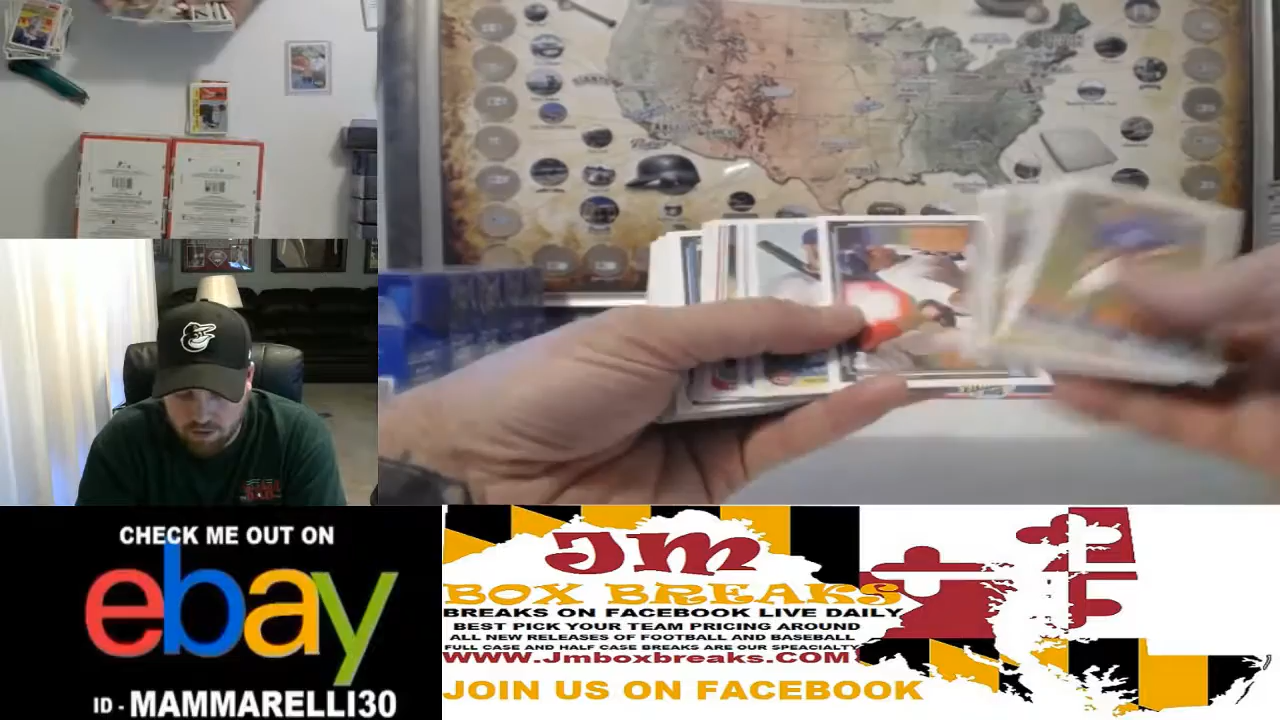 CHECK ME OUT ON
ebay
ID - MAMMARELLI30
JM
BOX BREAKS
BREAKS ON FACEBOOK LIVE DAILY
BEST PICK YOUR TEAM PRICING AROUND
ALL NEW RELEASES OF FOOTBALL AND BASEBALL
FULL CASE AND HALF CASE BREAKS ARE OUR SPEACIALTY
WWW.Jmboxbreaks.COM
JOIN US ON FACEBOOK